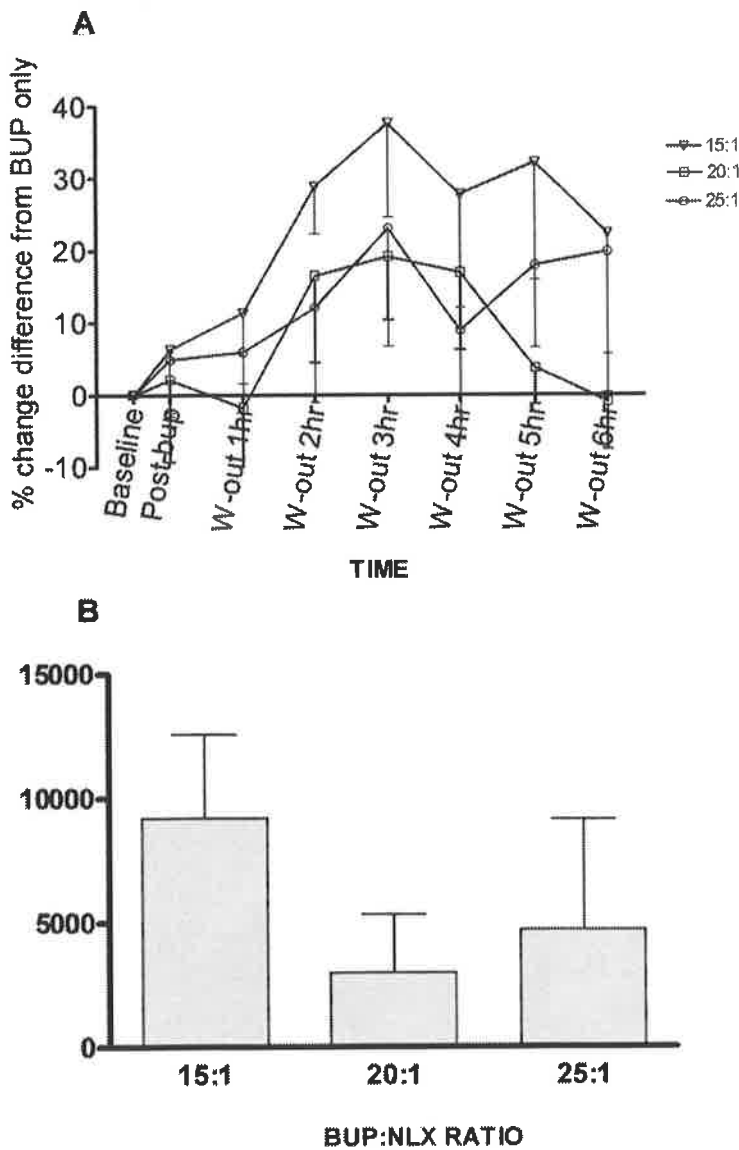 A
% change difference from BUP only
40
30
20
10
0
-10
15:1
20:1
25:1
Baseline
Post-bup
W-out 1hr
W-out 2hr
W-out 3hr
W-out 4hr
W-out 5hr
W-out 6hr
TIME
B
15000
10000
5000
0
15:1
20:1
25:1
BUP:NLX RATIO